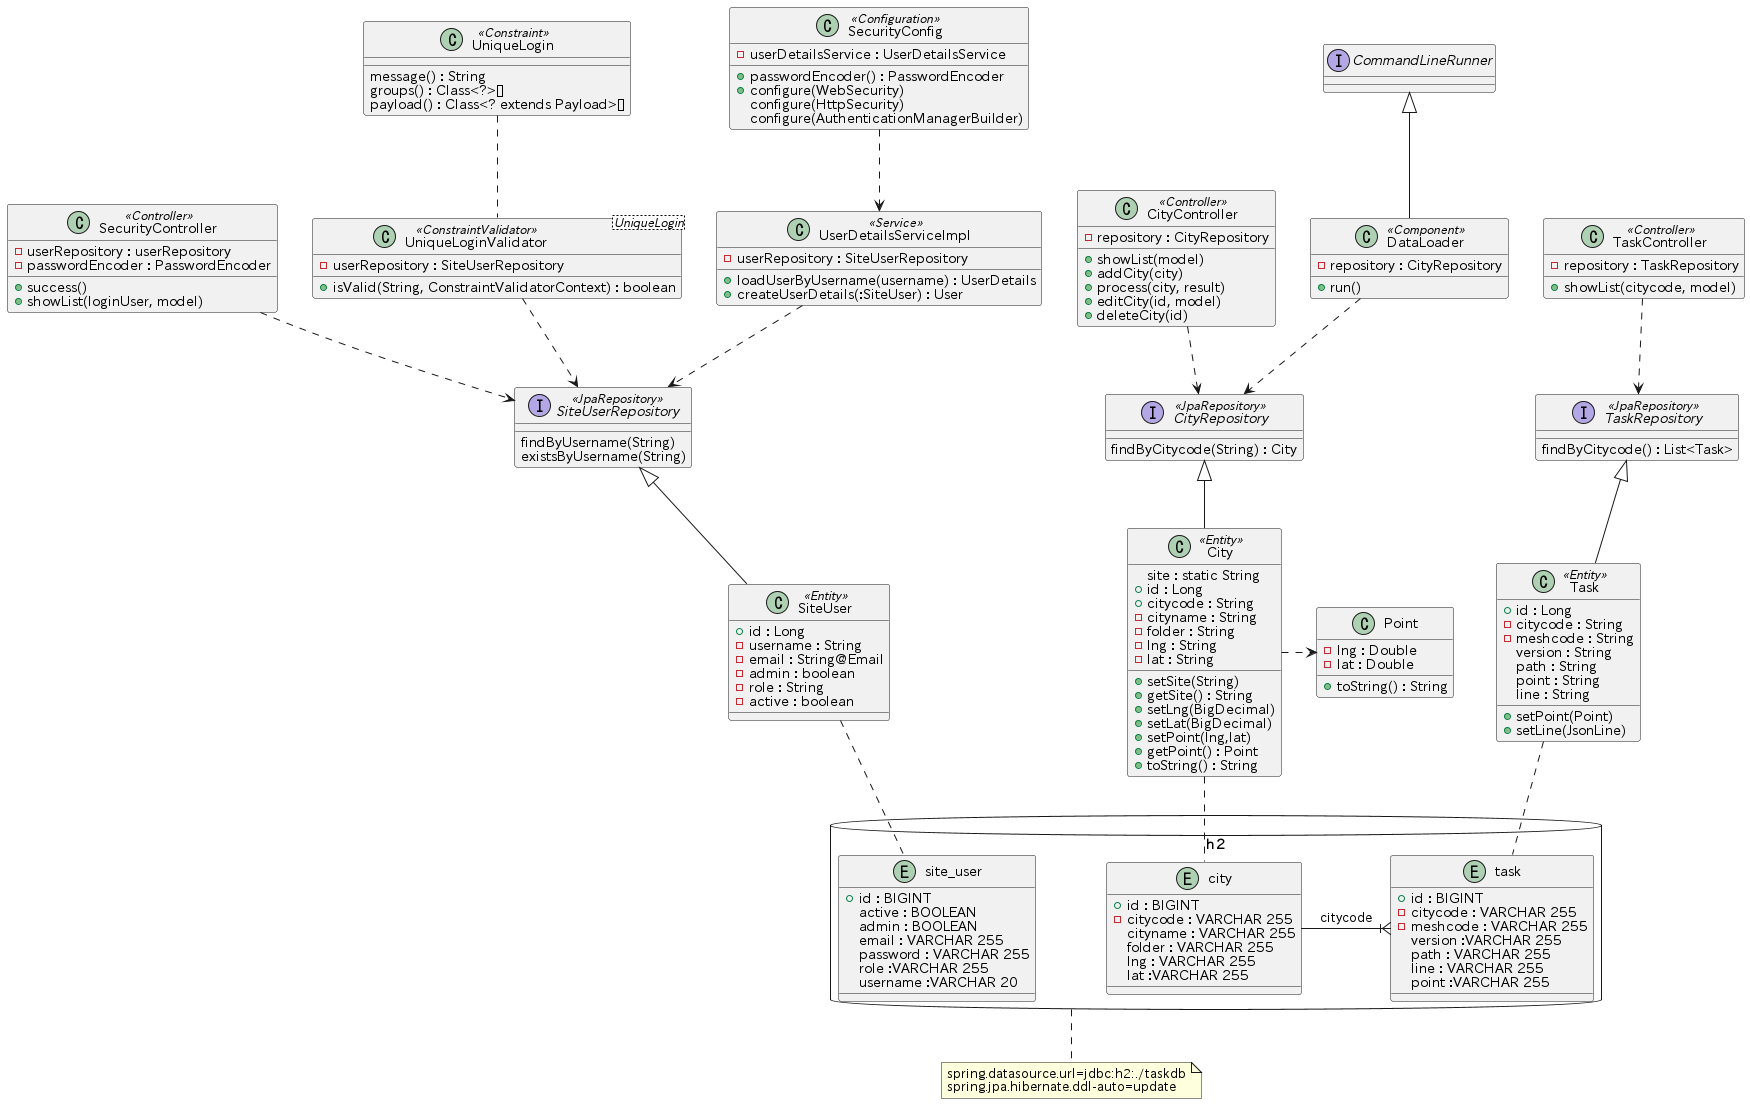 «Constraint»
C UniqueLogin
message() : String
groups() : Class<?>[]
payload() : Class<? extends Payload>[]
«Configuration»
C SecurityConfig
userDetailsService : UserDetailsService
passwordEncoder() : PasswordEncoder
configure(WebSecurity)
configure(HttpSecurity)
configure(AuthenticationManagerBuilder)
I CommandLineRunner
«Controller»
C SecurityController
userRepository : userRepository
passwordEncoder : PasswordEncoder
success()
showList(loginUser, model)
UniqueLogin
«ConstraintValidator»
C UniqueLoginValidator
userRepository : SiteUserRepository
isValid(String, ConstraintValidatorContext) : boolean
«Service»
C UserDetailsServiceImpl
userRepository : SiteUserRepository
loadUserByUsername(username) : UserDetails
createUserDetails(:SiteUser) : User
«Controller»
C CityController
repository : CityRepository
showList(model)
addCity(city)
process(city, result)
editCity(id, model)
deleteCity(id)
«Component»
C DataLoader
repository : CityRepository
run()
«Controller»
C TaskController
repository : TaskRepository
showList(citycode, model)
«JpaRepository»
I SiteUserRepository
findByUsername(String)
existsByUsername(String)
«JpaRepository»
I CityRepository
findByCitycode(String) : City
«JpaRepository»
I TaskRepository
findByCitycode() : List<Task>
«Entity»
C SiteUser
id : Long
username : String
email : String@Email
admin : boolean
role : String
active : boolean
«Entity»
C City
site : static String
id : Long
citycode : String
cityname : String
folder : String
lng : String
lat : String
setSite(String)
getSite() : String
setLng(BigDecimal)
setLat(BigDecimal)
setPoint(lng,lat)
getPoint() : Point
toString() : String
C Point
lng : Double
lat : Double
toString() : String
«Entity»
C Task
id : Long
citycode : String
meshcode : String
version : String
path : String
point : String
line : String
setPoint(Point)
setLine(JsonLine)
h2
E site_user
id : BIGINT
active : BOOLEAN
admin : BOOLEAN
email : VARCHAR 255
password : VARCHAR 255
role :VARCHAR 255
username :VARCHAR 20
E city
id : BIGINT
citycode : VARCHAR 255
cityname : VARCHAR 255
folder : VARCHAR 255
lng : VARCHAR 255
lat :VARCHAR 255
citycode
E task
id : BIGINT
citycode : VARCHAR 255
meshcode : VARCHAR 255
version :VARCHAR 255
path : VARCHAR 255
line : VARCHAR 255
point :VARCHAR 255
spring.datasource.url=jdbc:h2:./taskdb
spring.jpa.hibernate.ddl-auto=update